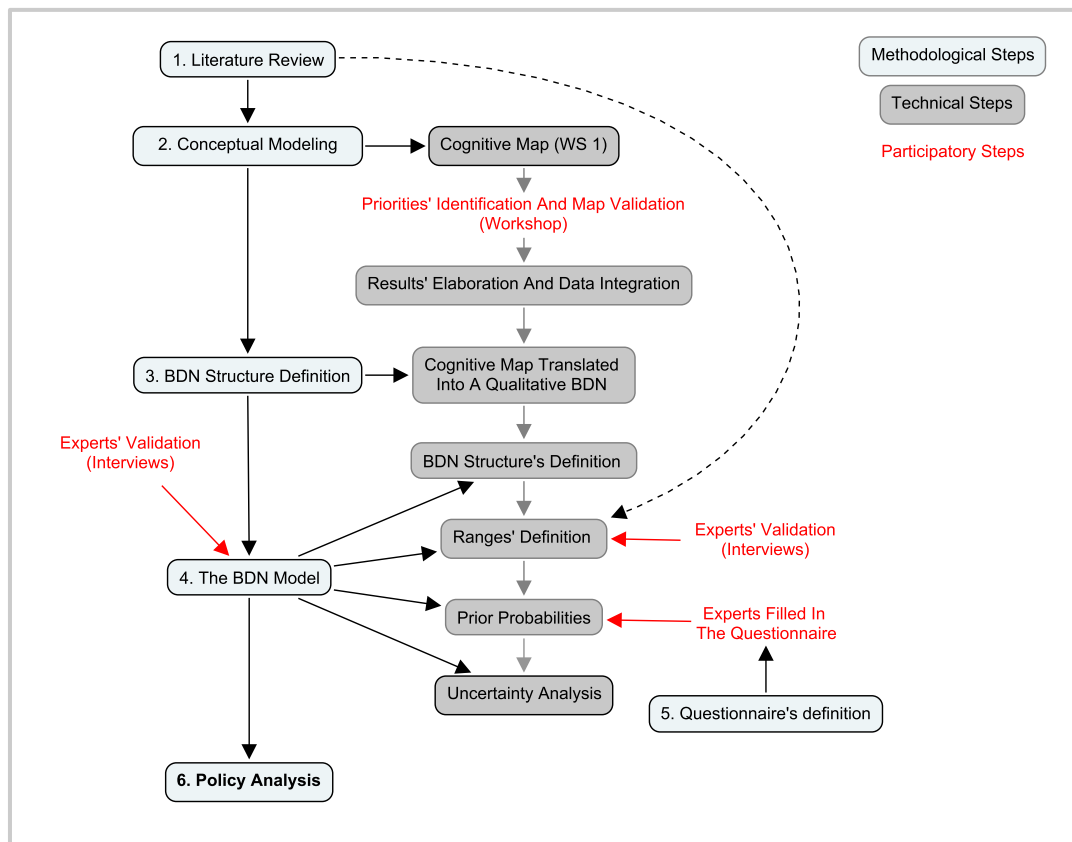 1. Literature Review
Methodological Steps
Technical Steps
Participatory Steps
2. Conceptual Modeling
Cognitive Map (WS 1)
Priorities' Identification And Map Validation
(Workshop)
Results' Elaboration And Data Integration
3. BDN Structure Definition
Cognitive Map Translated
Into A Qualitative BDN
Experts' Validation
(Interviews)
BDN Structure's Definition
Ranges' Definition
Experts' Validation
(Interviews)
4. The BDN Model
Prior Probabilities
Experts Filled In
The Questionnaire
Uncertainty Analysis
5. Questionnaire's definition
6. Policy Analysis